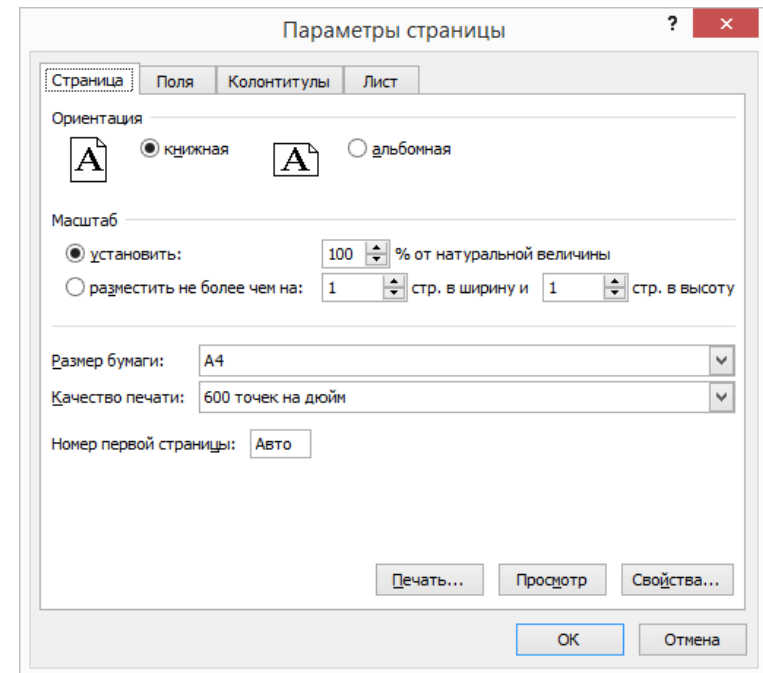 Параметры страницы ? ×
Страница Поля Колонтитулы Лист
Ориентация
A книжная A альбомная
Масштаб
установить: 100 % от натуральной величины
разместить не более чем на: 1 стр. в ширину и 1 стр. в высоту
Размер бумаги: A4
Качество печати: 600 точек на дюйм
Номер первой страницы: Авто
Печать... Просмотр Свойства...
ОК Отмена